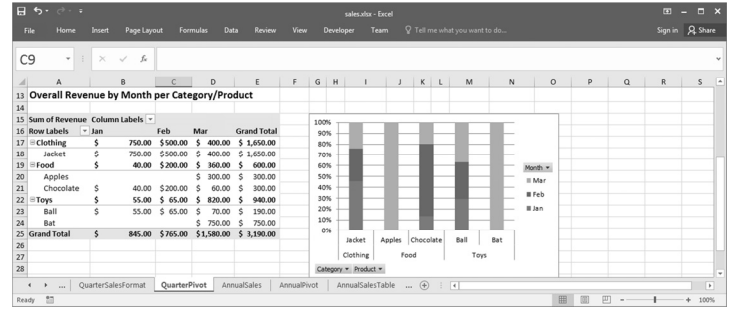 sales.xlsx - Excel
File Home Insert Page Layout Formulas Data Review View Developer Team Tell me what you want to do... Sign in Share
C9 fx
A B C D E F G H I J K L M N O P Q R S
13 Overall Revenue by Month per Category/Product
14
15 Sum of Revenue Column Labels
16 Row Labels Jan Feb Mar Grand Total
17 Clothing $ 750.00 $500.00 $ 400.00 $ 1,650.00
18 Jacket $ 750.00 $500.00 $ 400.00 $ 1,650.00
19 Food $ 40.00 $200.00 $ 360.00 $ 600.00
20 Apples $ 300.00 $ 300.00
21 Chocolate $ 40.00 $200.00 $ 60.00 $ 300.00
22 Toys $ 55.00 $ 65.00 $ 820.00 $ 940.00
23 Ball $ 55.00 $ 65.00 $ 70.00 $ 190.00
24 Bat $ 750.00 $ 750.00
25 Grand Total $ 845.00 $765.00 $1,580.00 $ 3,190.00
26
27
28
100%
90%
80%
70%
60%
50%
40%
30%
20%
10%
0%
Month
Mar
Feb
Jan
Jacket Apples Chocolate Ball Bat
Clothing Food Toys
Category Product
... QuarterSalesFormat QuarterPivot AnnualSales AnnualPivot AnnualSalesTable ...
Ready 100%